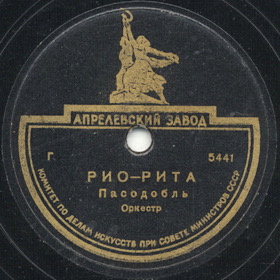 АПРЕЛЕВСКИЙ ЗАВОД
Г 5441
РИО–РИТА
Пасодобль
Оркестр
КОМИТЕТ ПО ДЕЛАМ ИСКУССТВ ПРИ СОВЕТЕ МИНИСТРОВ СССР